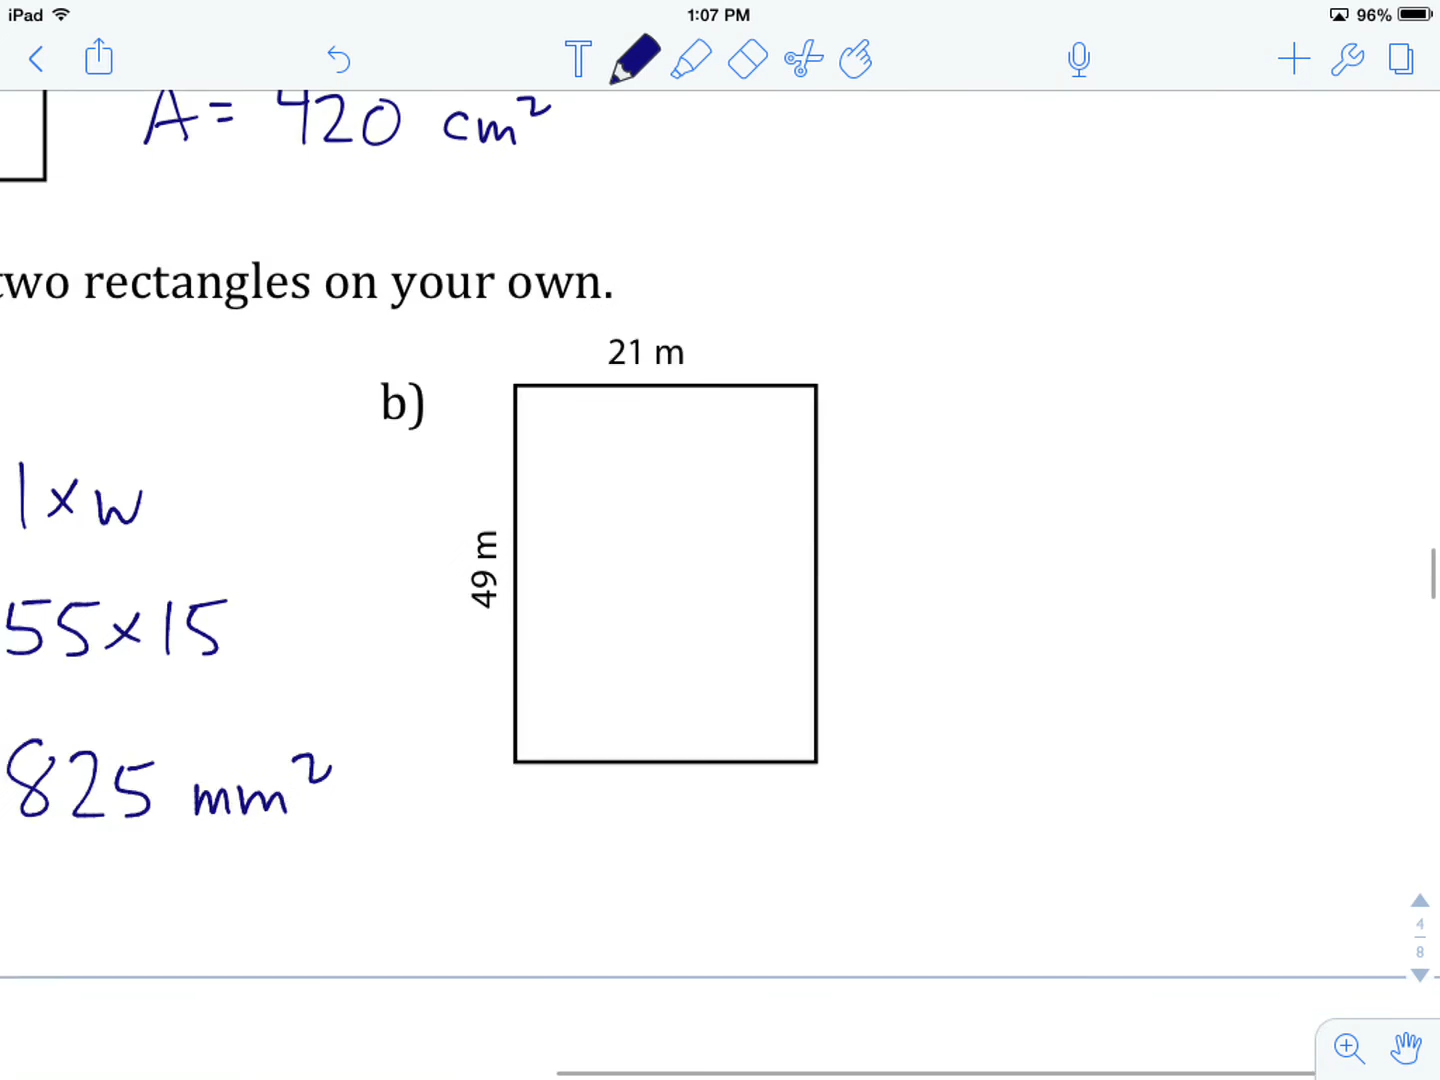 iPad 1:07 PM 96%
T
A = 420 cm²
two rectangles on your own.
21 m
b)
l × w
49 m
55 × 15
825 mm²
4
8